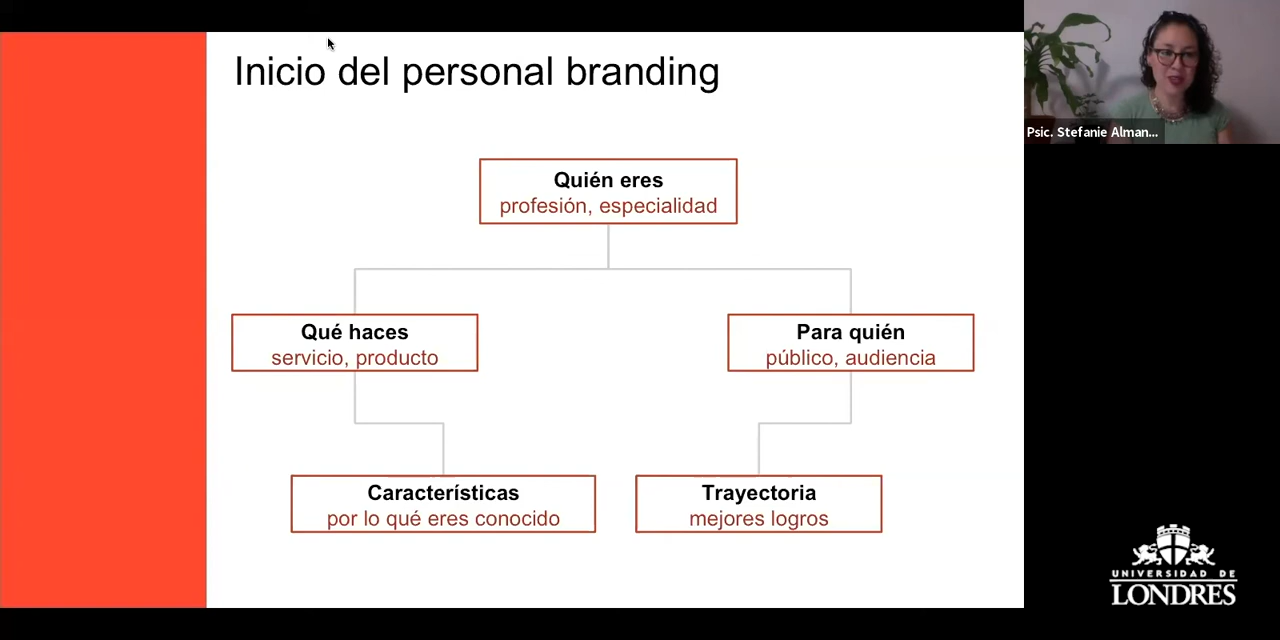 Inicio del personal branding
Quién eres
profesión, especialidad
Qué haces
servicio, producto
Para quién
público, audiencia
Características
por lo qué eres conocido
Trayectoria
mejores logros
Psic. Stefanie Alman...
UNIVERSIDAD DE
LONDRES